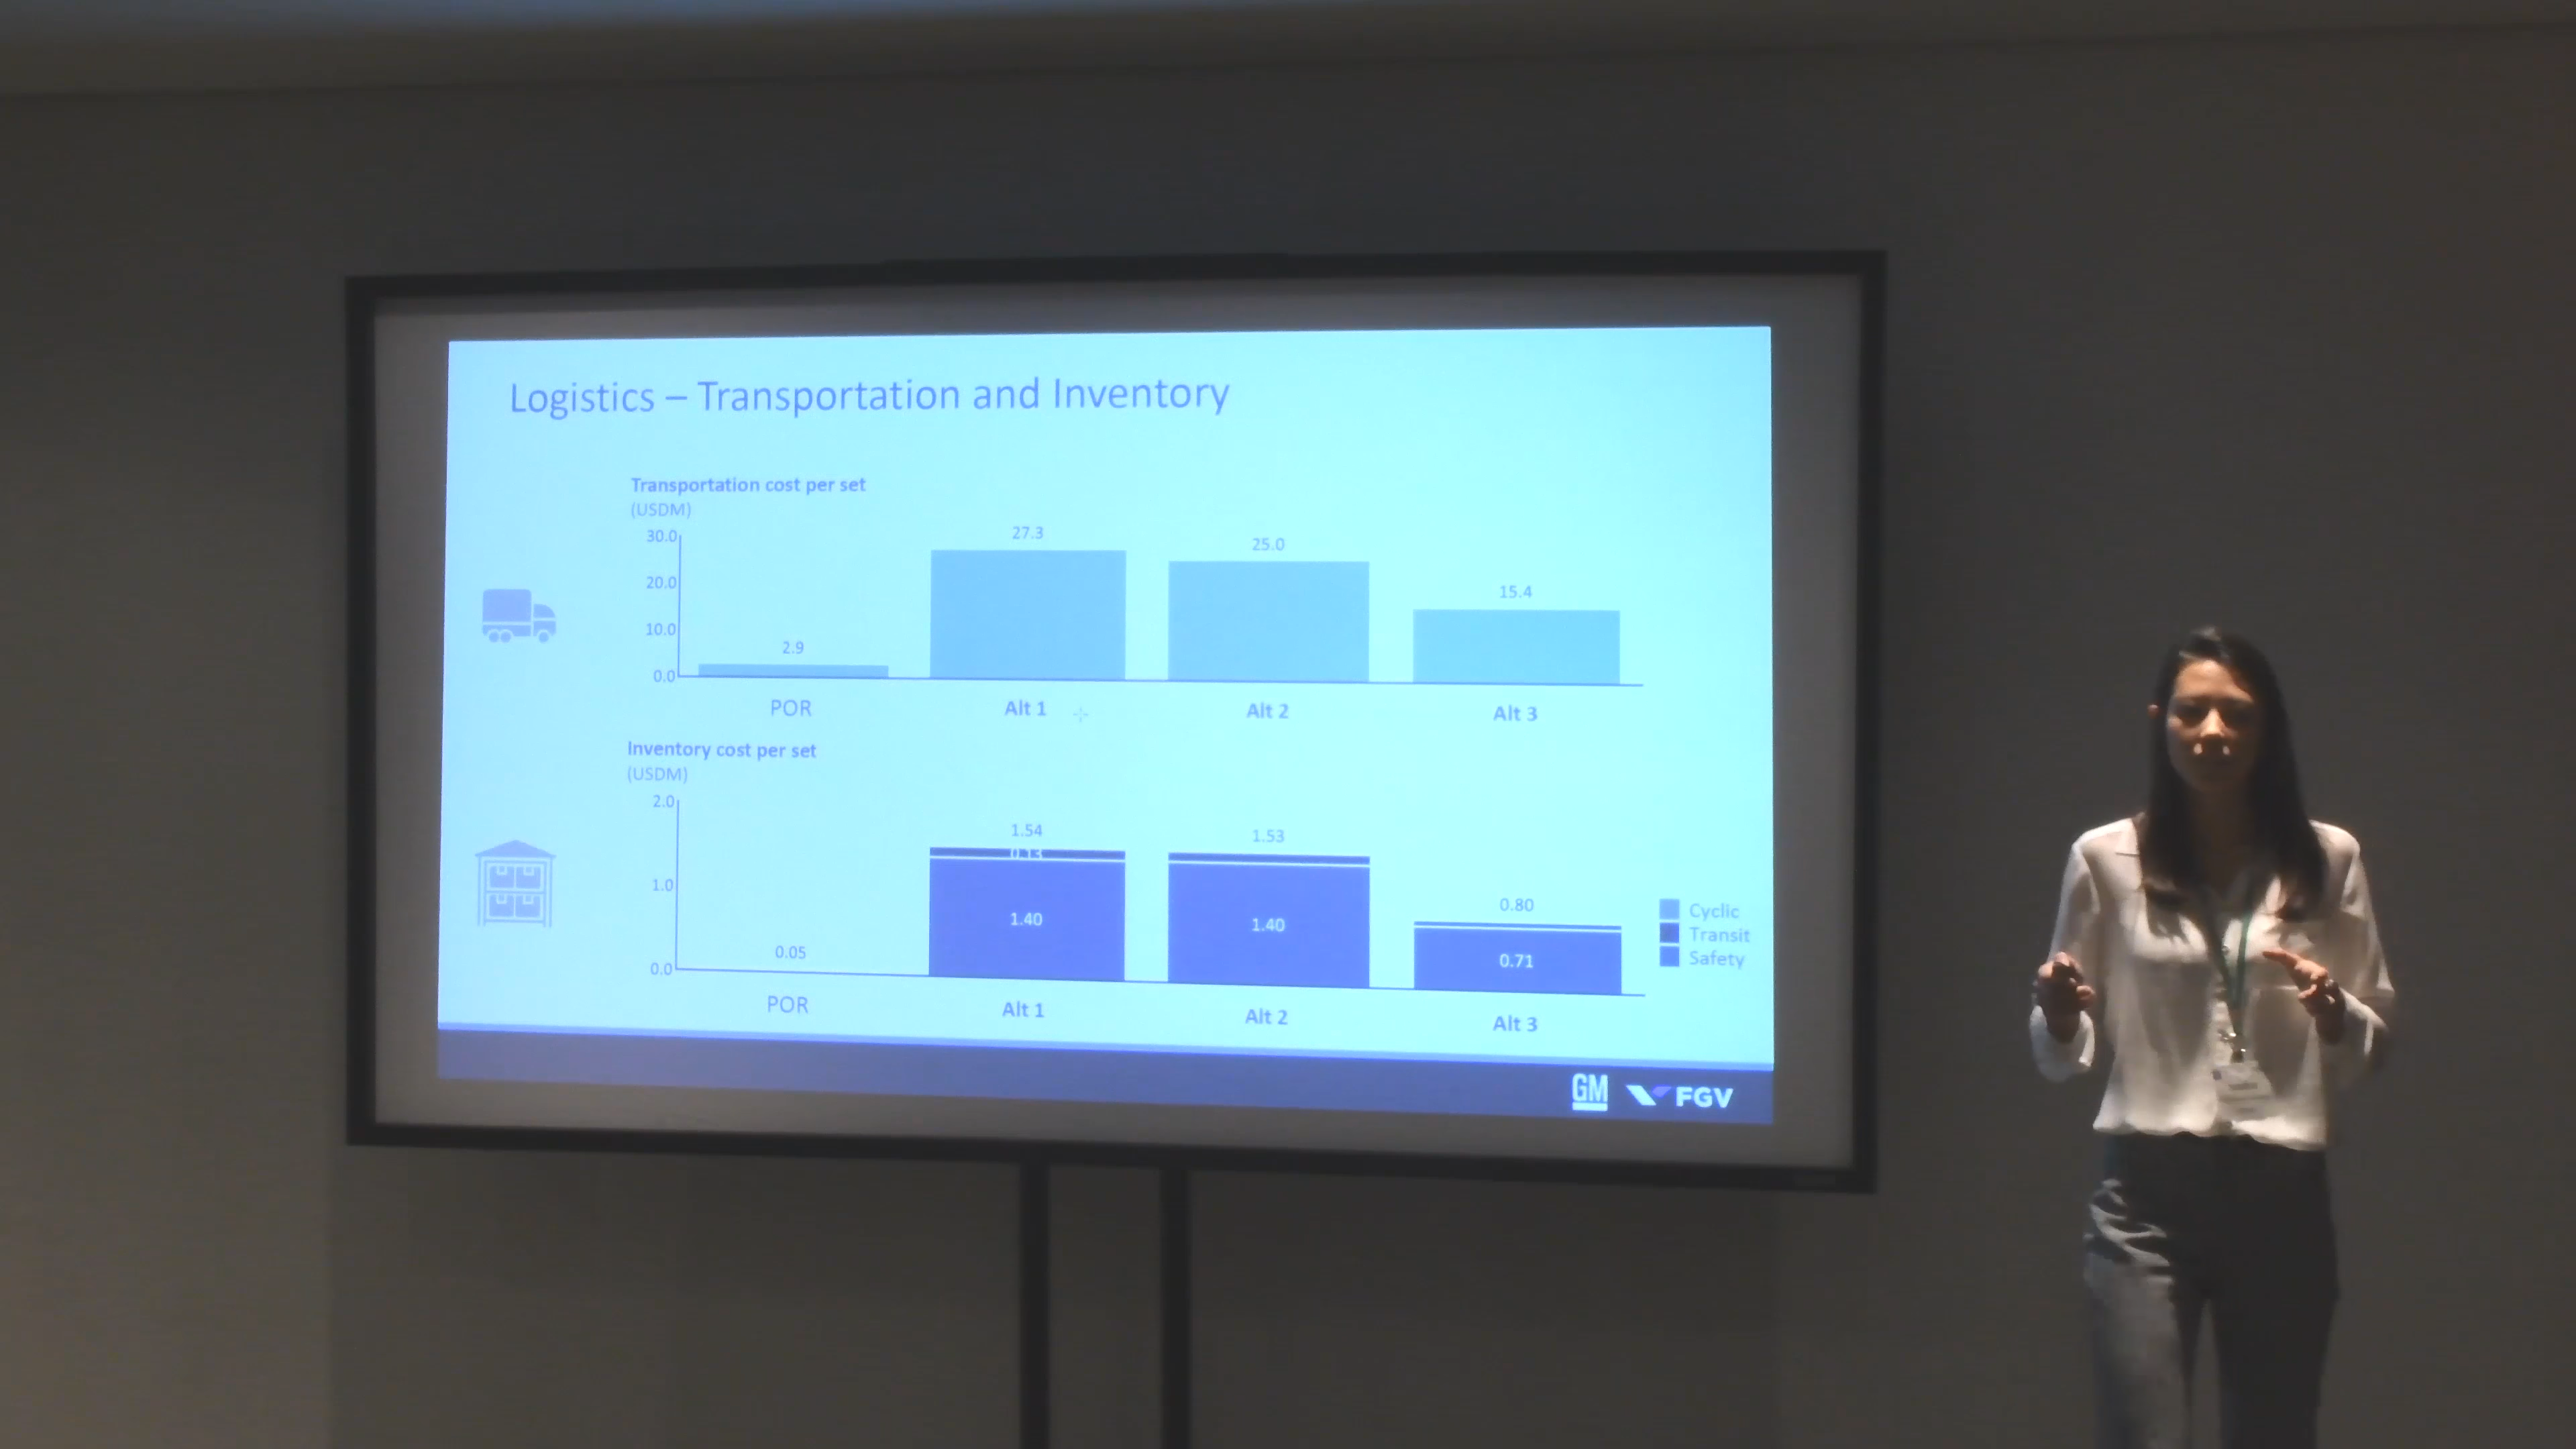 Logistics – Transportation and Inventory
Transportation cost per set
(USDM)
30.0
20.0
10.0
0.0
2.9
27.3
25.0
15.4
POR
Alt 1
Alt 2
Alt 3
Inventory cost per set
(USDM)
2.0
1.0
0.0
0.05
1.54
0.13
1.40
1.53
1.40
0.80
0.71
POR
Alt 1
Alt 2
Alt 3
Cyclic
Transit
Safety
GM
FGV